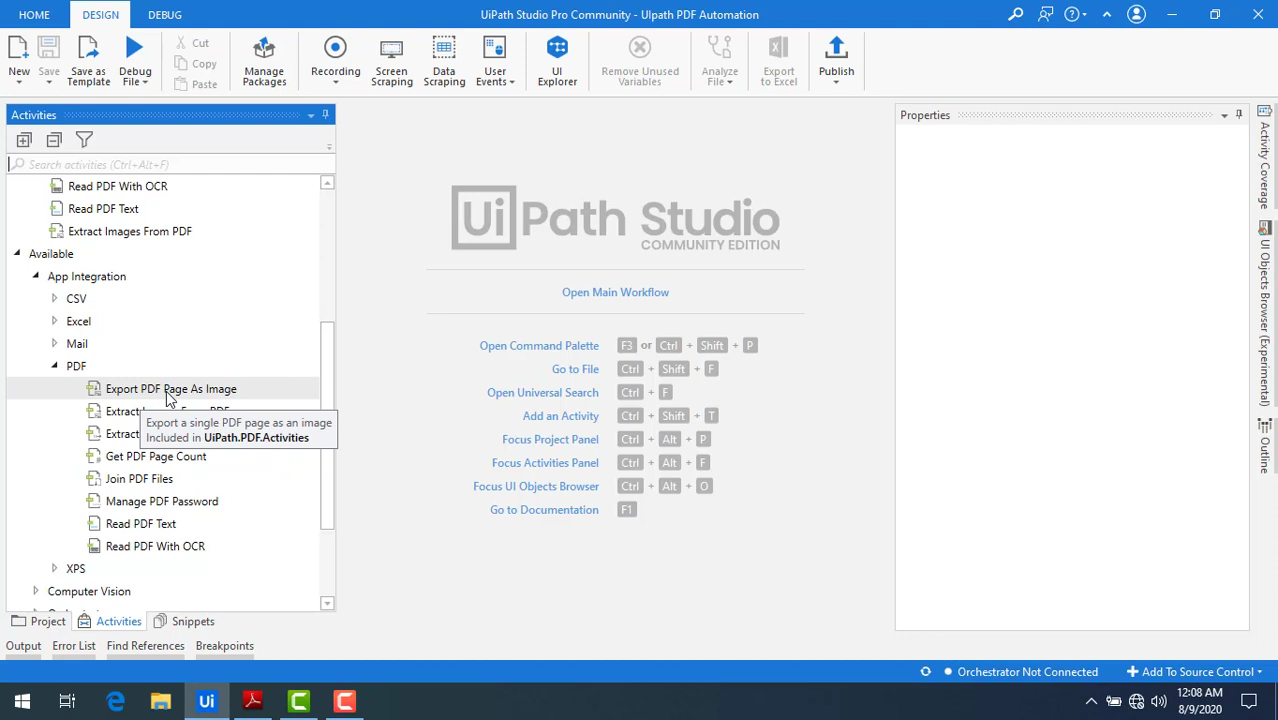 HOME DESIGN DEBUG UiPath Studio Pro Community - UIpath PDF Automation
New Save Save as Template Debug File Cut Copy Paste Manage Packages Recording Screen Scraping Data Scraping User Events UI Explorer Remove Unused Variables Analyze File Export to Excel Publish
Activities
Search activities (Ctrl+Alt+F)
Read PDF With OCR
Read PDF Text
Extract Images From PDF
Available
App Integration
CSV
Excel
Mail
PDF
Export PDF Page As Image
Extract
Export a single PDF page as an image
Included in UiPath.PDF.Activities
Extract
Get PDF Page Count
Join PDF Files
Manage PDF Password
Read PDF Text
Read PDF With OCR
XPS
Computer Vision
Project Activities Snippets
UiPath Studio
COMMUNITY EDITION
Open Main Workflow
Open Command Palette F3 or Ctrl + Shift + P
Go to File Ctrl + Shift + F
Open Universal Search Ctrl + F
Add an Activity Ctrl + Shift + T
Focus Project Panel Ctrl + Alt + P
Focus Activities Panel Ctrl + Alt + F
Focus UI Objects Browser Ctrl + Alt + O
Go to Documentation F1
Properties
Activity Coverage
UI Objects Browser (Experimental)
Outline
Output Error List Find References Breakpoints
Orchestrator Not Connected Add To Source Control
Ui
12:08 AM
8/9/2020